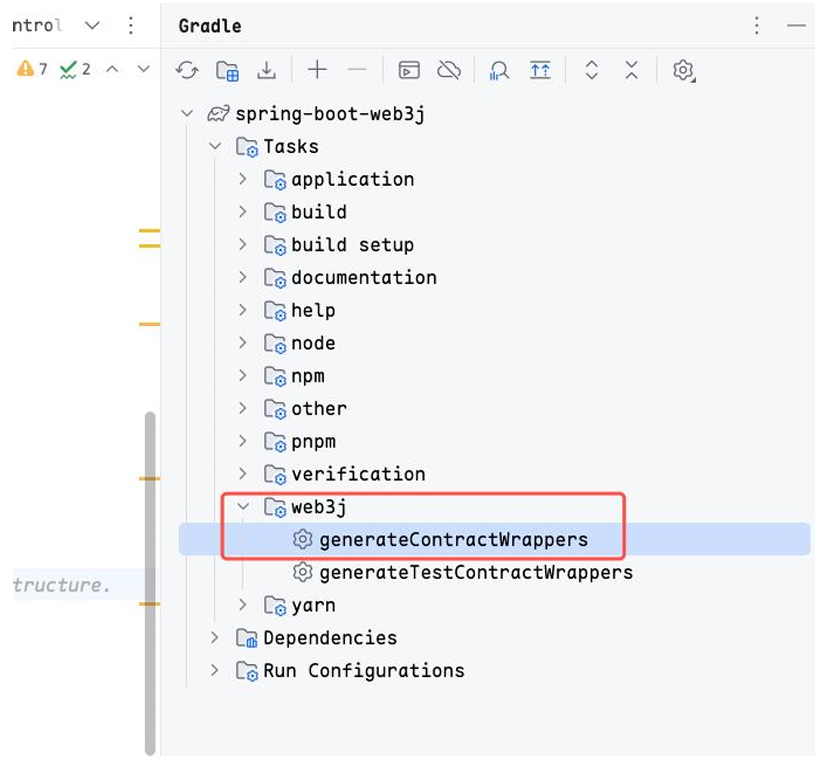 ntrol
Gradle
7 2
spring-boot-web3j
Tasks
application
build
build setup
documentation
help
node
npm
other
pnpm
verification
web3j
generateContractWrappers
generateTestContractWrappers
tructure.
yarn
Dependencies
Run Configurations